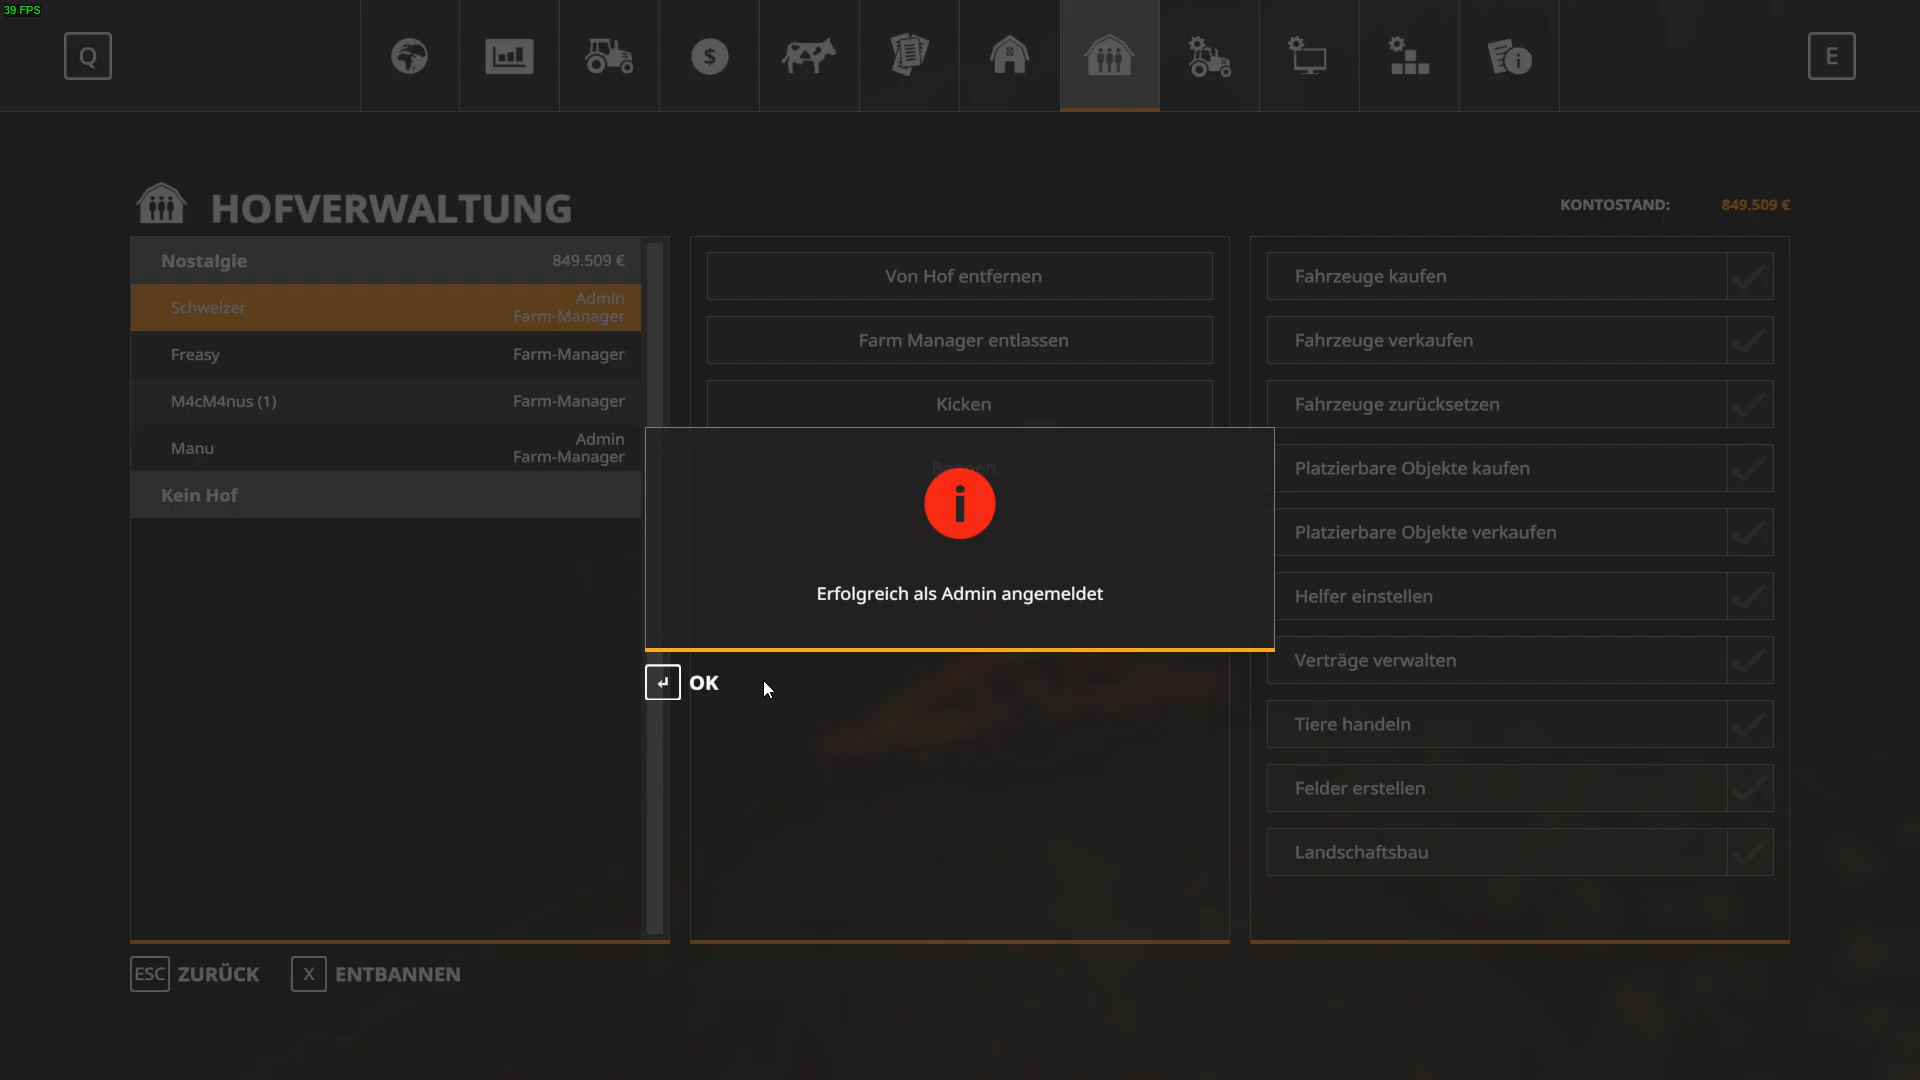 39 FPS
Q
E
HOFVERWALTUNG
KONTOSTAND: 849.509 €
Nostalgie 849.509 €
Schweizer Admin Farm-Manager
Freasy Farm-Manager
M4cM4nus (1) Farm-Manager
Manu Admin Farm-Manager
Kein Hof
Von Hof entfernen
Farm Manager entlassen
Kicken
Bannen
Fahrzeuge kaufen
Fahrzeuge verkaufen
Fahrzeuge zurücksetzen
Platzierbare Objekte kaufen
Platzierbare Objekte verkaufen
Helfer einstellen
Verträge verwalten
Tiere handeln
Felder erstellen
Landschaftsbau
Erfolgreich als Admin angemeldet
OK
ESC ZURÜCK X ENTBANNEN